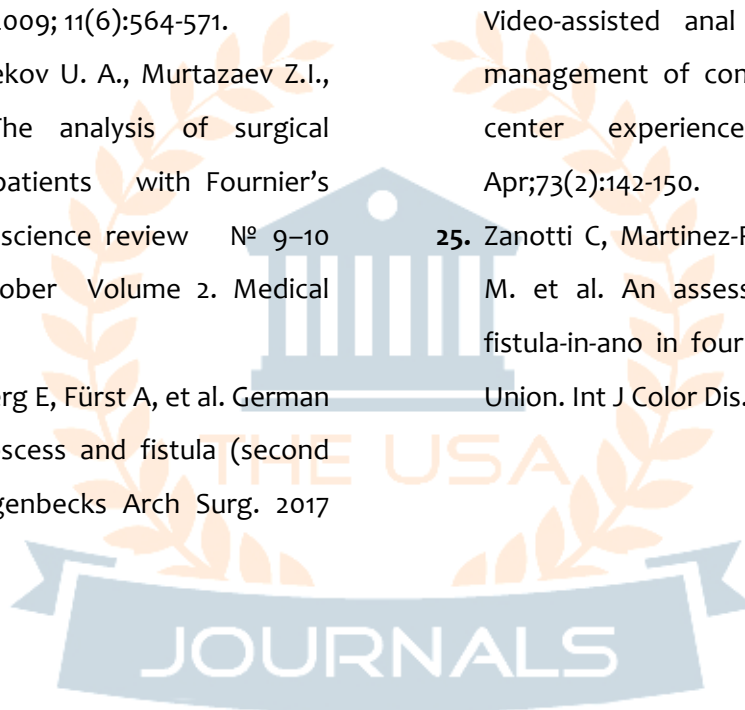 2009; 11(6):564-571.
ekov U. A., Murtazaev Z.I.,
The analysis of surgical
patients with Fournier's
science review № 9–10
ober Volume 2. Medical
erg E, Fürst A, et al. German
scess and fistula (second
genbecks Arch Surg. 2017
Video-assisted anal
management of con
center experience
Apr;73(2):142-150.
25. Zanotti C, Martinez-P
M. et al. An assess
fistula-in-ano in four
Union. Int J Color Dis.
THE USA
JOURNALS